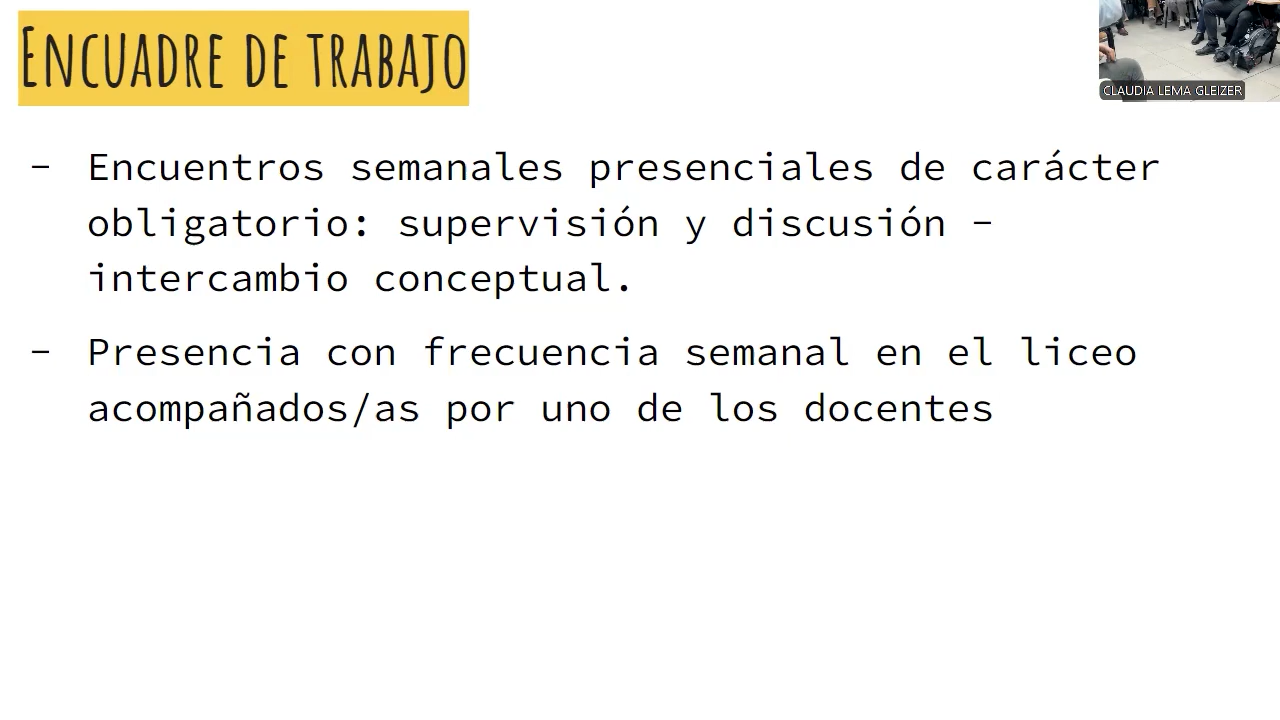 ENCUADRE DE TRABAJO
CLAUDIA LEMA GLEIZER
- Encuentros semanales presenciales de carácter
obligatorio: supervisión y discusión -
intercambio conceptual.
- Presencia con frecuencia semanal en el liceo
acompañados/as por uno de los docentes